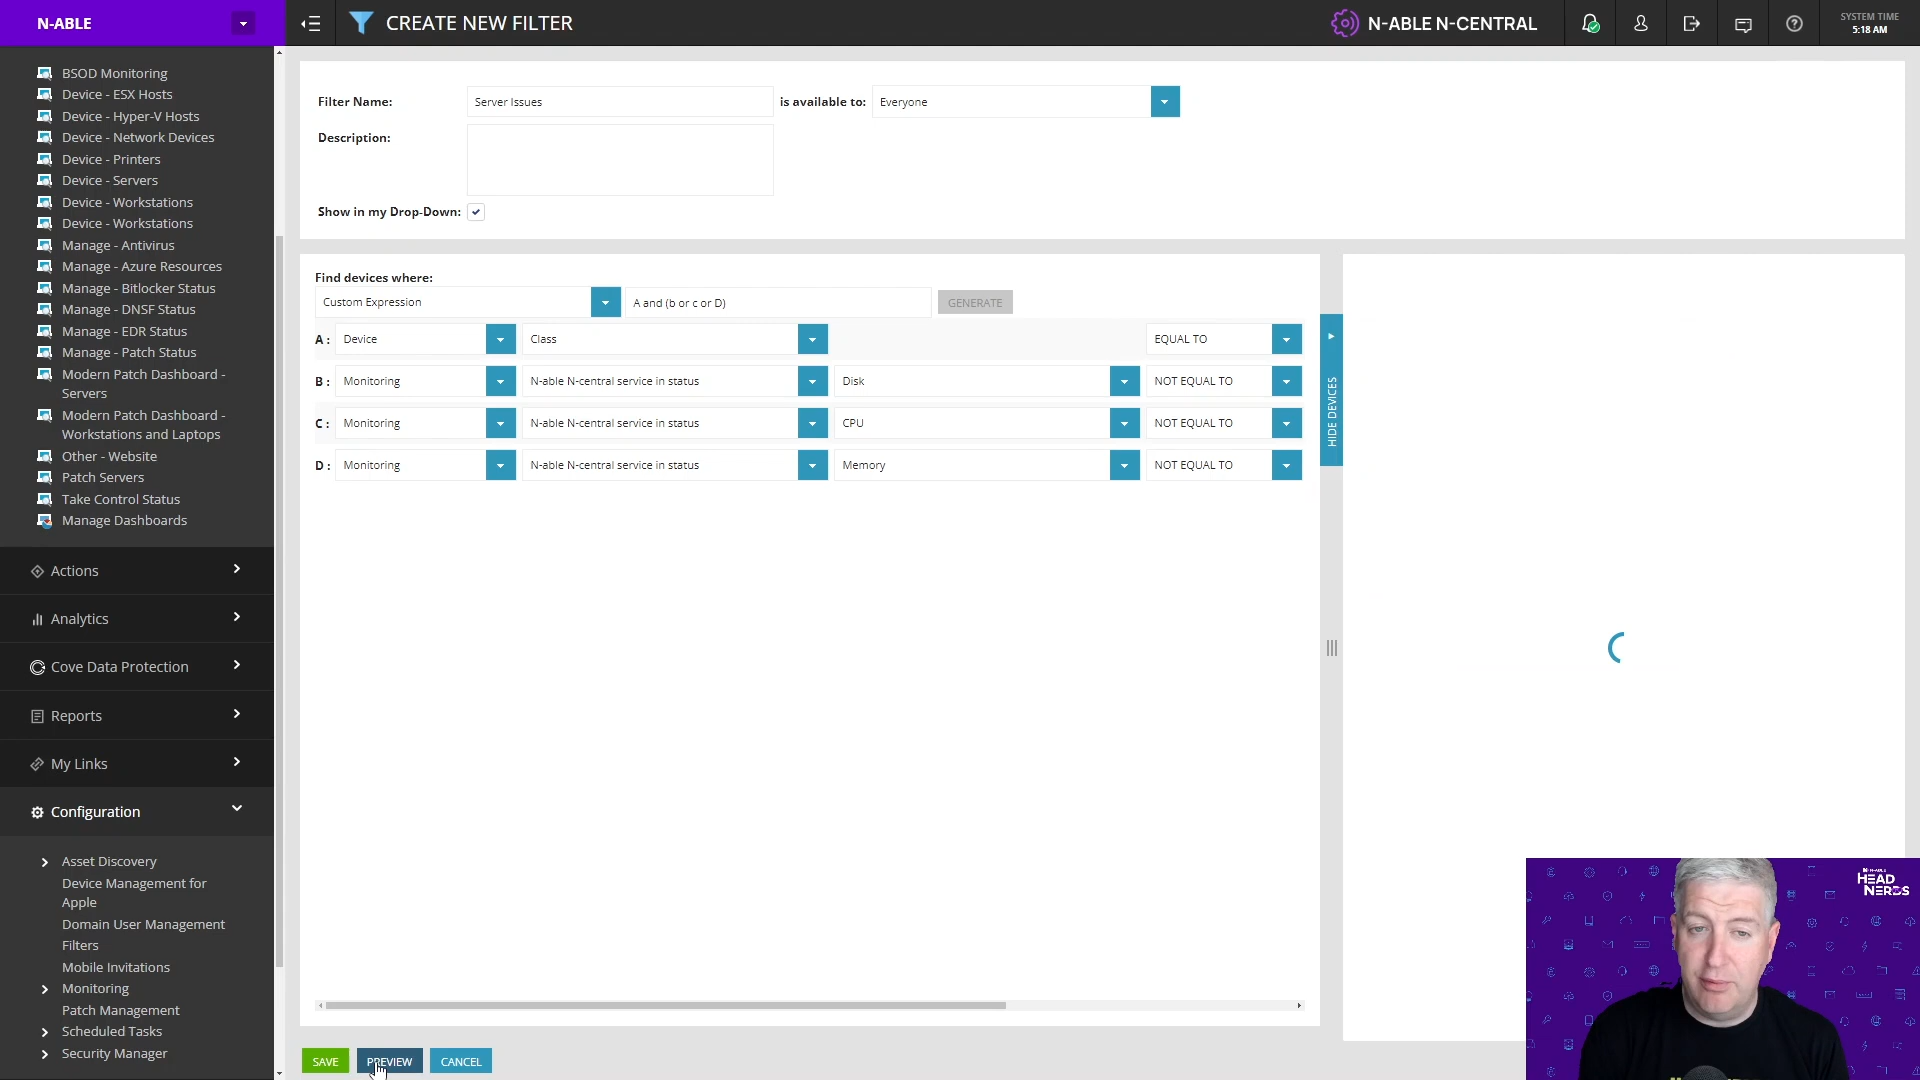 N-ABLE
CREATE NEW FILTER
N-ABLE N-CENTRAL
SYSTEM TIME
5:18 AM
BSOD Monitoring
Device - ESX Hosts
Device - Hyper-V Hosts
Device - Network Devices
Device - Printers
Device - Servers
Device - Workstations
Device - Workstations
Manage - Antivirus
Manage - Azure Resources
Manage - Bitlocker Status
Manage - DNSF Status
Manage - EDR Status
Manage - Patch Status
Modern Patch Dashboard -
Servers
Modern Patch Dashboard -
Workstations and Laptops
Other - Website
Patch Servers
Take Control Status
Manage Dashboards
Actions
Analytics
Cove Data Protection
Reports
My Links
Configuration
Asset Discovery
Device Management for
Apple
Domain User Management
Filters
Mobile Invitations
Monitoring
Patch Management
Scheduled Tasks
Security Manager
Filter Name: Server Issues is available to: Everyone
Description:
Show in my Drop-Down:
Find devices where:
Custom Expression A and (b or c or D) GENERATE
A : Device Class EQUAL TO
B : Monitoring N-able N-central service in status Disk NOT EQUAL TO
C : Monitoring N-able N-central service in status CPU NOT EQUAL TO
D : Monitoring N-able N-central service in status Memory NOT EQUAL TO
HIDE DEVICES
SAVE PREVIEW CANCEL
N-ABLE
HEAD
NERDS